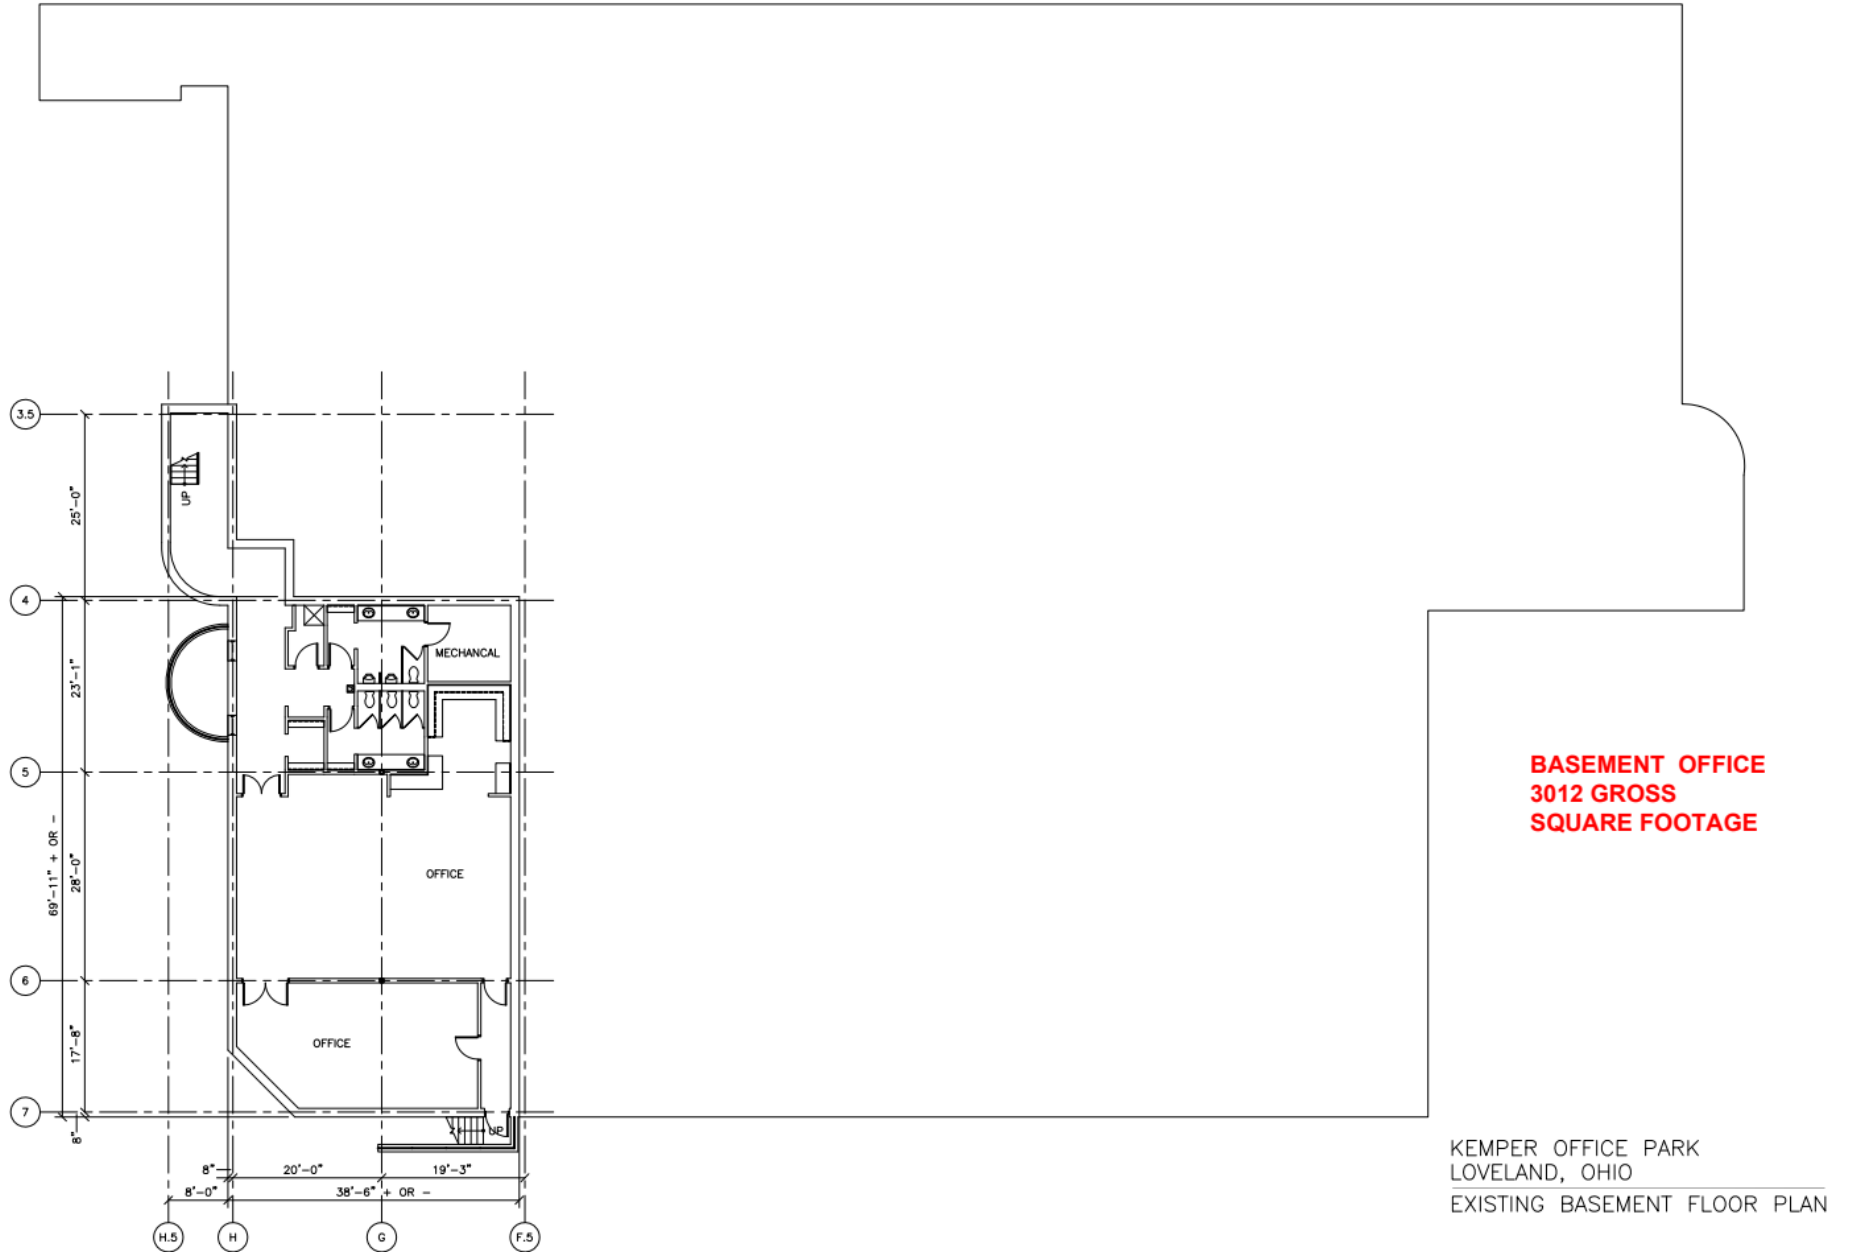 3.5
25'-0"
UP
4
MECHANCAL
23'-1"
5
69'-11" + OR -
28'-0"
OFFICE
BASEMENT OFFICE
3012 GROSS
SQUARE FOOTAGE
6
17'-8"
OFFICE
7
8"
UP
8"
20'-0"
19'-3"
8'-0"
38'-6" + OR -
H.5
H
G
F.5
KEMPER OFFICE PARK
LOVELAND, OHIO
EXISTING BASEMENT FLOOR PLAN